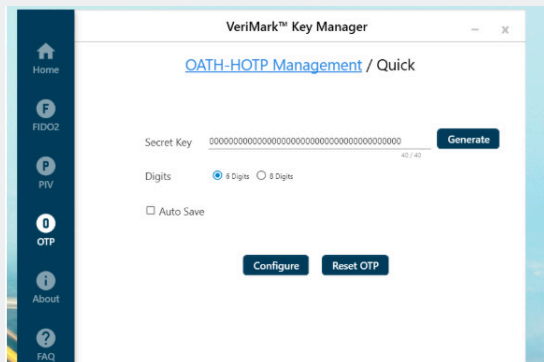 VeriMark™ Key Manager
– x
Home
OATH-HOTP Management / Quick
F
FIDO2
Secret Key 0000000000000000000000000000000000000000 Generate
40 / 40
P
PIV
Digits 6 Digits 8 Digits
Auto Save
0
OTP
Configure Reset OTP
i
About
?
FAQ